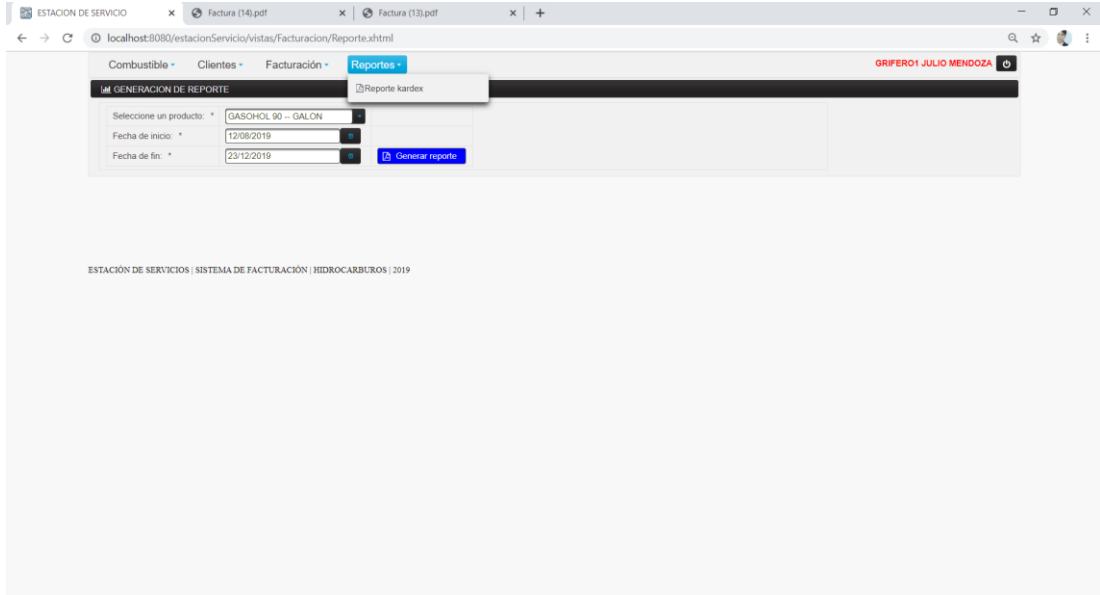 ESTACION DE SERVICIO
Factura (14).pdf
Factura (13).pdf
localhost:8080/estacionServicio/vistas/Facturacion/Reporte.xhtml
Combustible
Clientes
Facturación
Reportes
GRIFERO1 JULIO MENDOZA
GENERACION DE REPORTE
Reporte kardex
Seleccione un producto: * GASOHOL 90 -- GALON
Fecha de inicio: * 12/08/2019
Fecha de fin: * 23/12/2019 Generar reporte
ESTACIÓN DE SERVICIOS | SISTEMA DE FACTURACIÓN | HIDROCARBUROS | 2019